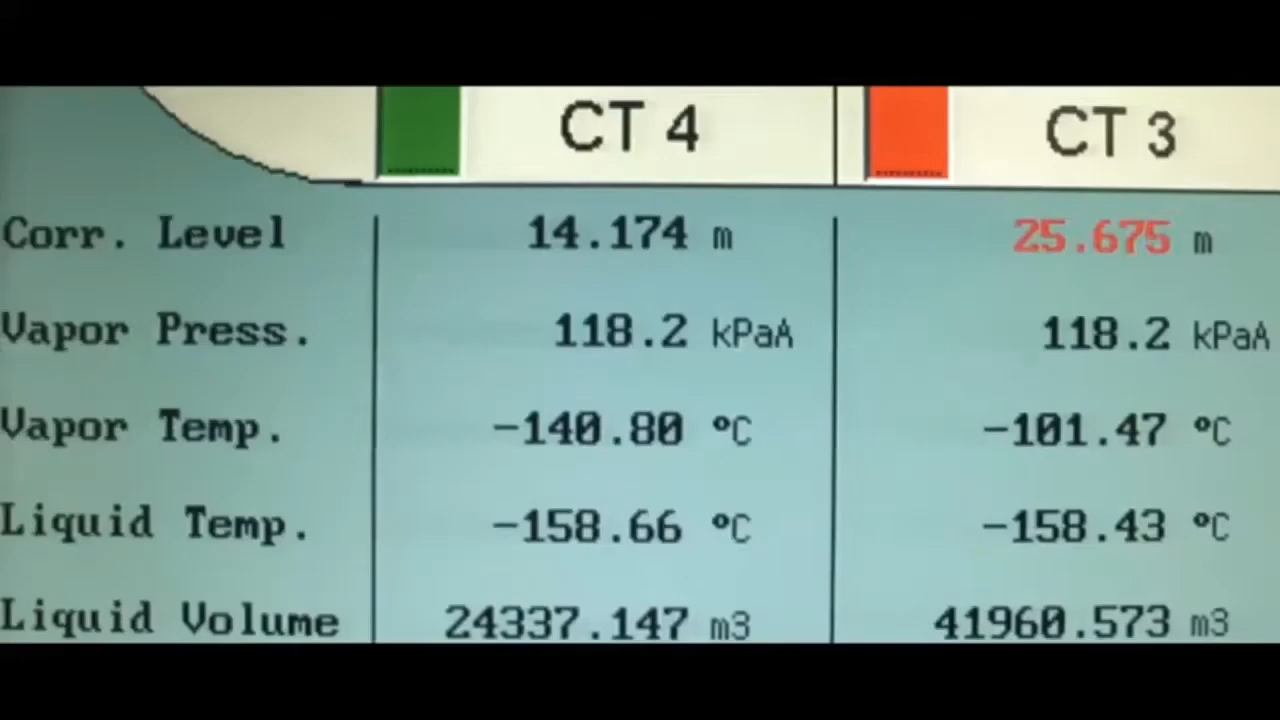 CT 4 CT 3
Corr. Level 14.174 m 25.675 m
Vapor Press. 118.2 kPaA 118.2 kPaA
Vapor Temp. -140.80 °C -101.47 °C
Liquid Temp. -158.66 °C -158.43 °C
Liquid Volume 24337.147 m3 41960.573 m3